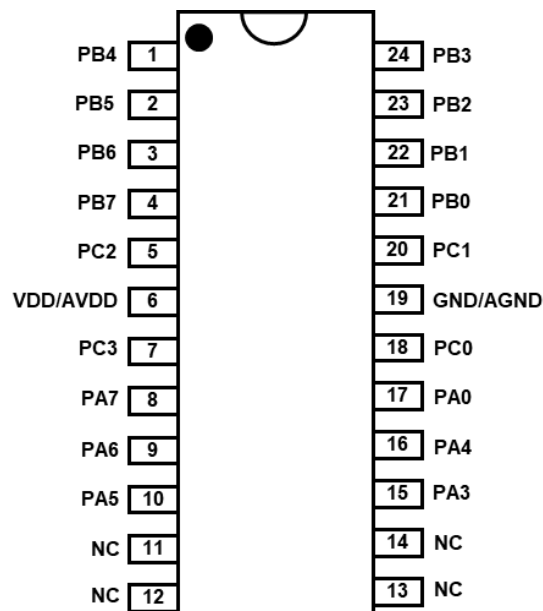 PB4 1 24 PB3
PB5 2 23 PB2
PB6 3 22 PB1
PB7 4 21 PB0
PC2 5 20 PC1
VDD/AVDD 6 19 GND/AGND
PC3 7 18 PC0
PA7 8 17 PA0
PA6 9 16 PA4
PA5 10 15 PA3
NC 11 14 NC
NC 12 13 NC